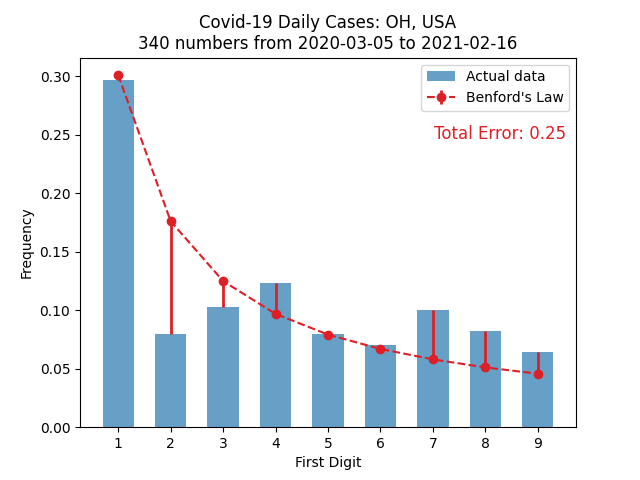 Covid-19 Daily Cases: OH, USA
340 numbers from 2020-03-05 to 2021-02-16
Actual data
Benford's Law
Total Error: 0.25
Frequency
0.30
0.25
0.20
0.15
0.10
0.05
0.00
1 2 3 4 5 6 7 8 9
First Digit